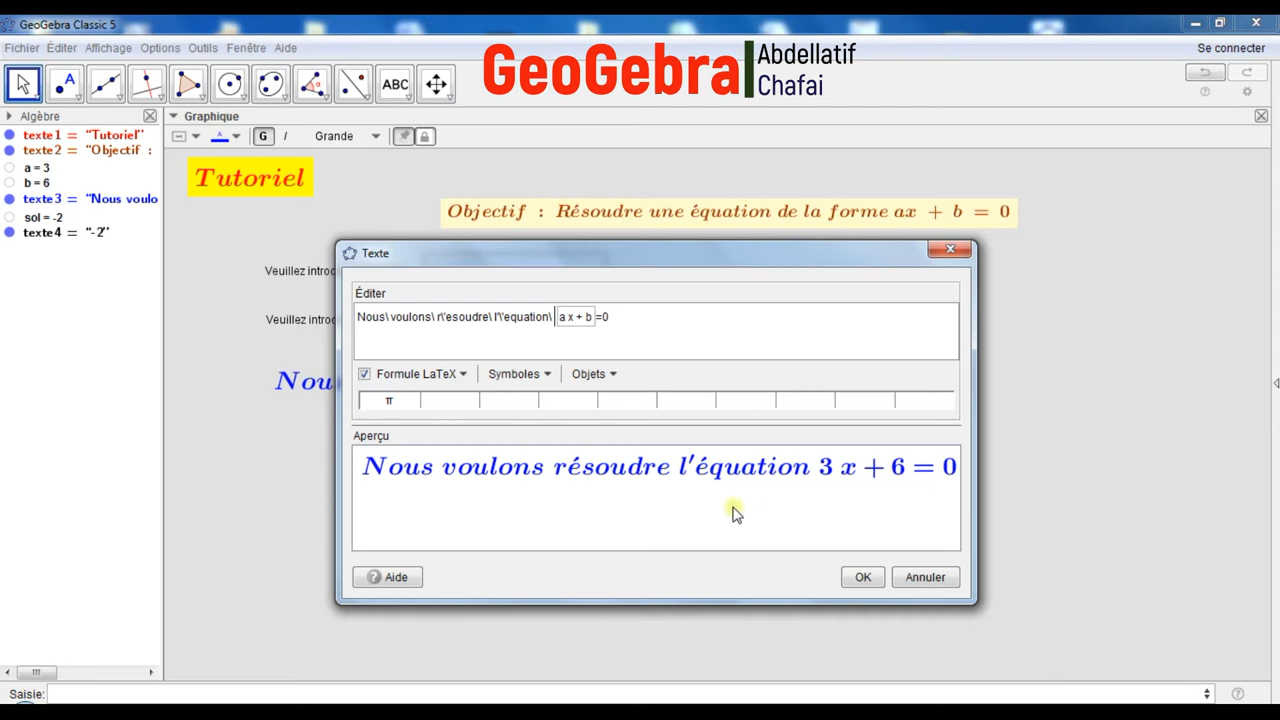 GeoGebra Classic 5
Fichier Éditer Affichage Options Outils Fenêtre Aide
Se connecter
GeoGebra
Abdellatif
Chafai
A
ABC
Algèbre
Graphique
A
G
I
Grande
texte1 = “Tutoriel”
texte2 = “Objectif :
a = 3
b = 6
texte3 = “Nous voulo
sol = -2
texte4 = “-2”
Tutoriel
Objectif : Résoudre une équation de la forme ax + b = 0
Veuillez introd
Veuillez introd
Nou
Texte
Éditer
Nous\ voulons\ r\'esoudre\ l'\'equation\ a x + b =0
Formule LaTeX Symboles Objets
π
Aperçu
Nous voulons résoudre l'équation 3 x + 6 = 0
Aide OK Annuler
Saisie: